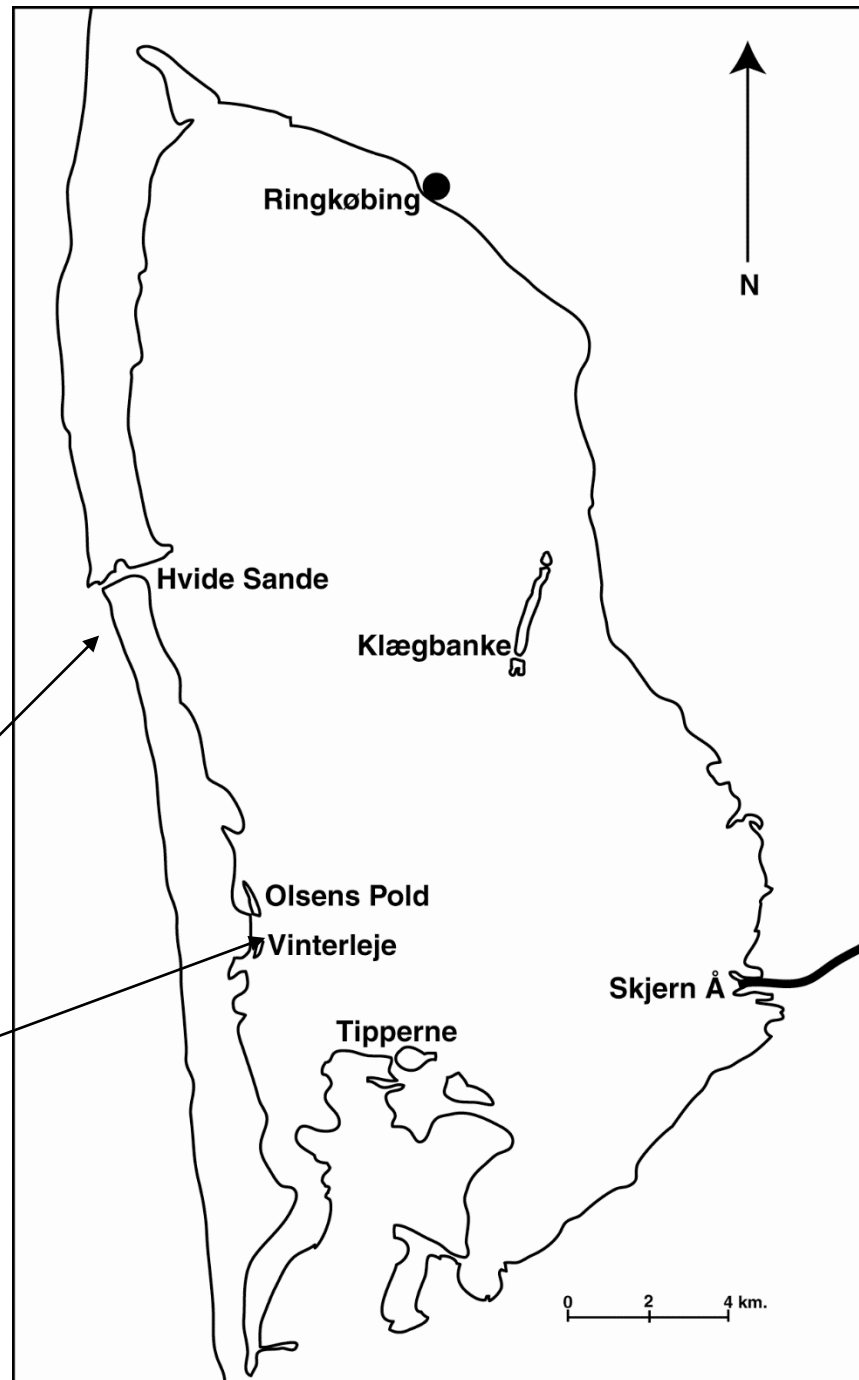 Ringkøbing
N
Hvide Sande
Klægbanke
Olsens Pold
Vinterleje
Skjern Å
Tipperne
0 2 4 km.